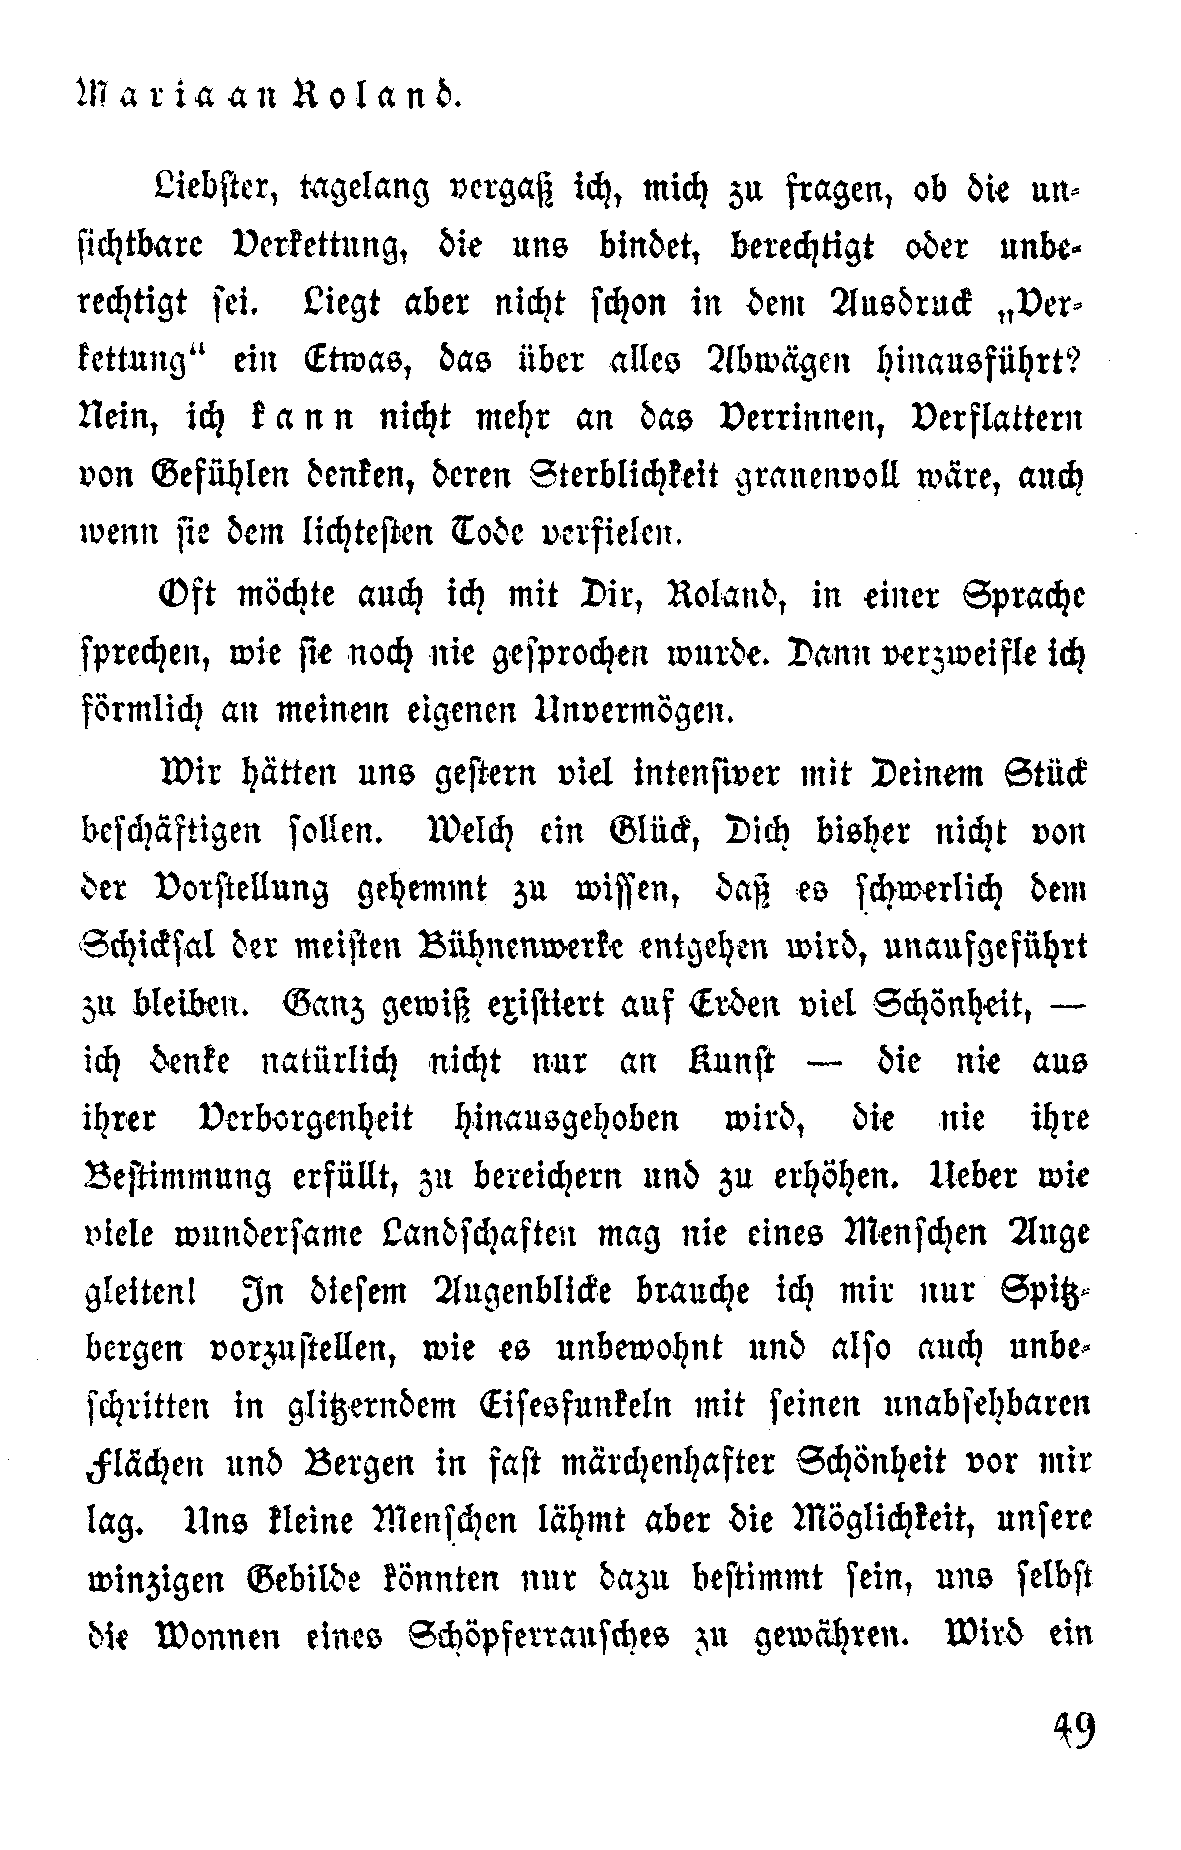 Maria an Roland.
Liebster, tagelang vergaß ich, mich zu fragen, ob die un-
sichtbare Verkettung, die uns bindet, berechtigt oder unbe-
rechtigt sei. Liegt aber nicht schon in dem Ausdruck „Ver-
kettung“ ein Etwas, das über alles Abwägen hinausführt?
Nein, ich kann nicht mehr an das Verrinnen, Verflattern
von Gefühlen denken, deren Sterblichkeit grauenvoll wäre, auch
wenn sie dem lichtesten Tode verfielen.
Oft möchte auch ich mit Dir, Roland, in einer Sprache
sprechen, wie sie noch nie gesprochen wurde. Dann verzweifle ich
förmlich an meinem eigenen Unvermögen.
Wir hätten uns gestern viel intensiver mit Deinem Stück
beschäftigen sollen. Welch ein Glück, Dich bisher nicht von
der Vorstellung gehemmt zu wissen, daß es schwerlich dem
Schicksal der meisten Bühnenwerke entgehen wird, unaufgeführt
zu bleiben. Ganz gewiß existiert auf Erden viel Schönheit, —
ich denke natürlich nicht nur an Kunst — die nie aus
ihrer Verborgenheit hinausgehoben wird, die nie ihre
Bestimmung erfüllt, zu bereichern und zu erhöhen. Ueber wie
viele wundersame Landschaften mag nie eines Menschen Auge
gleiten! In diesem Augenblicke brauche ich mir nur Spitz-
bergen vorzustellen, wie es unbewohnt und also auch unbe-
schritten in glitzerndem Eisesfunkeln mit seinen unabsehbaren
Flächen und Bergen in fast märchenhafter Schönheit vor mir
lag. Uns kleine Menschen lähmt aber die Möglichkeit, unsere
winzigen Gebilde könnten nur dazu bestimmt sein, uns selbst
die Wonnen eines Schöpferrausches zu gewähren. Wird ein
49